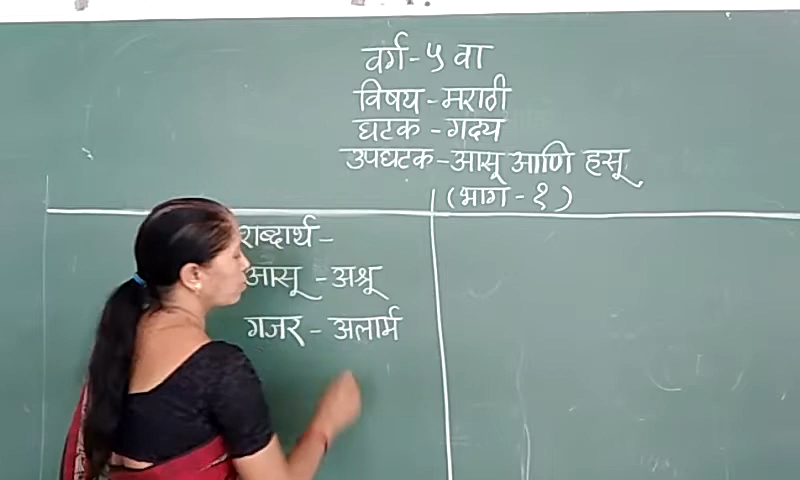 वर्ग - ५ वा
विषय - मराठी
घटक - गद्य
उपघटक - आसू आणि हसू
(भाग - १)
शब्दार्थ -
आसू - अश्रू
गजर - अलार्म